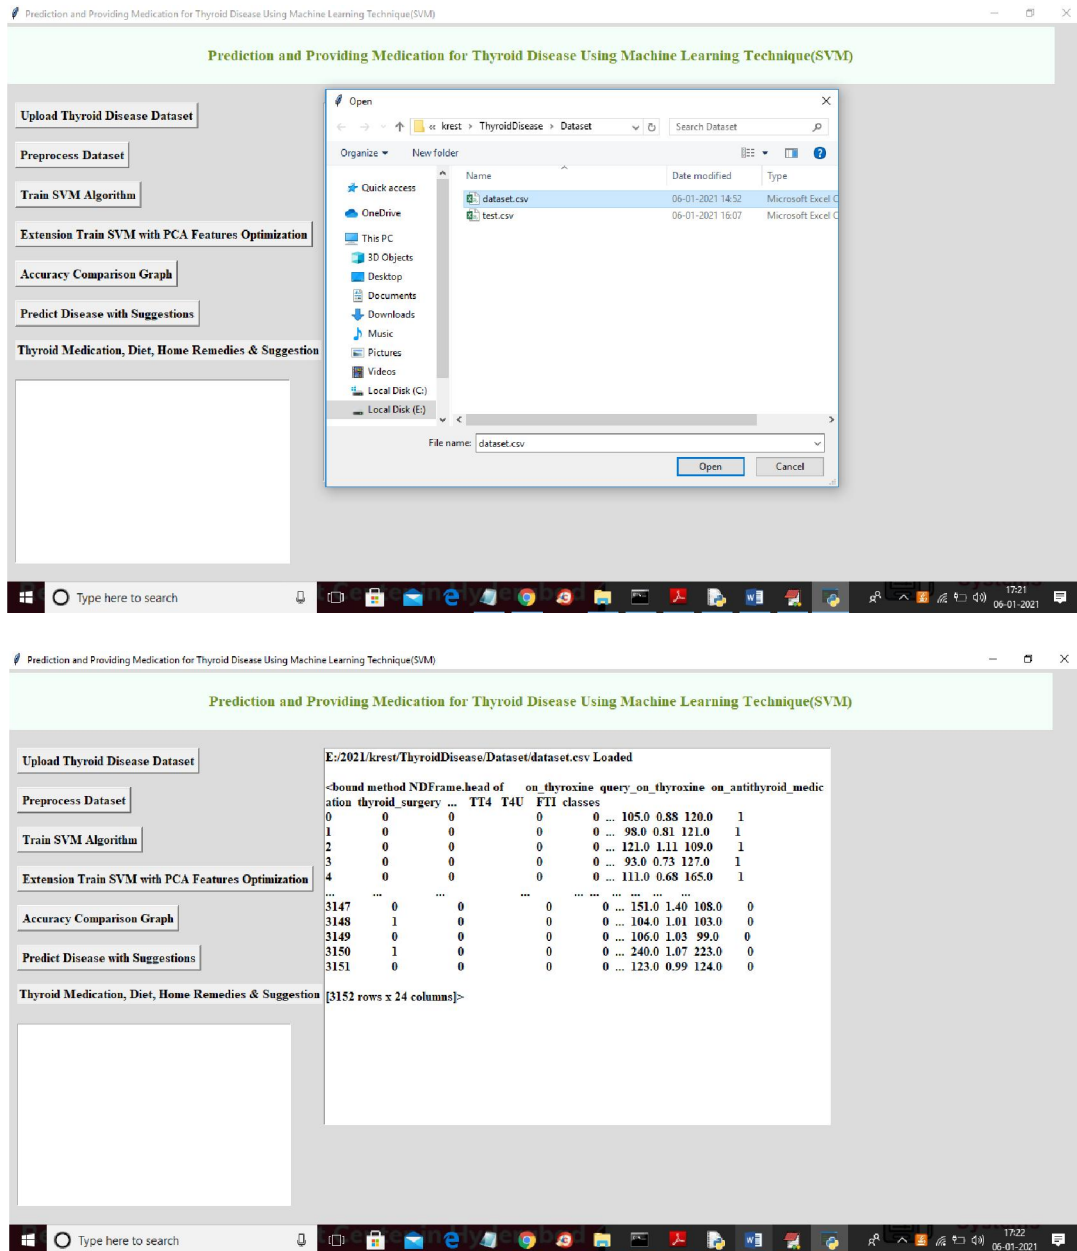 Prediction and Providing Medication for Thyroid Disease Using Machine Learning Technique(SVM)
Prediction and Providing Medication for Thyroid Disease Using Machine Learning Technique(SVM)
Upload Thyroid Disease Dataset
Preprocess Dataset
Train SVM Algorithm
Extension Train SVM with PCA Features Optimization
Accuracy Comparison Graph
Predict Disease with Suggestions
Thyroid Medication, Diet, Home Remedies & Suggestion
Open
« krest > ThyroidDisease > Dataset
Search Dataset
Organize
New folder
Quick access
OneDrive
This PC
3D Objects
Desktop
Documents
Downloads
Music
Pictures
Videos
Local Disk (C:)
Local Disk (E:)
Name Date modified Type
dataset.csv 06-01-2021 14:52 Microsoft Excel C
test.csv 06-01-2021 16:07 Microsoft Excel C
File name: dataset.csv
Open Cancel
Type here to search
17:21
06-01-2021
Prediction and Providing Medication for Thyroid Disease Using Machine Learning Technique(SVM)
Prediction and Providing Medication for Thyroid Disease Using Machine Learning Technique(SVM)
Upload Thyroid Disease Dataset
Preprocess Dataset
Train SVM Algorithm
Extension Train SVM with PCA Features Optimization
Accuracy Comparison Graph
Predict Disease with Suggestions
Thyroid Medication, Diet, Home Remedies & Suggestion
E:/2021/krest/ThyroidDisease/Dataset/dataset.csv Loaded
<bound method NDFrame.head of on_thyroxine query_on_thyroxine on_antithyroid_medic
ation thyroid_surgery ... TT4 T4U FTI classes
0 0 0 0 0 ... 105.0 0.88 120.0 1
1 0 0 0 0 ... 98.0 0.81 121.0 1
2 0 0 0 0 ... 121.0 1.11 109.0 1
3 0 0 0 0 ... 93.0 0.73 127.0 1
4 0 0 0 0 ... 111.0 0.68 165.0 1
... ... ... ... ... ... ... ... ... ...
3147 0 0 0 0 ... 151.0 1.40 108.0 0
3148 1 0 0 0 ... 104.0 1.01 103.0 0
3149 0 0 0 0 ... 106.0 1.03 99.0 0
3150 1 0 0 0 ... 240.0 1.07 223.0 0
3151 0 0 0 0 ... 123.0 0.99 124.0 0
[3152 rows x 24 columns]>
Type here to search
17:22
06-01-2021